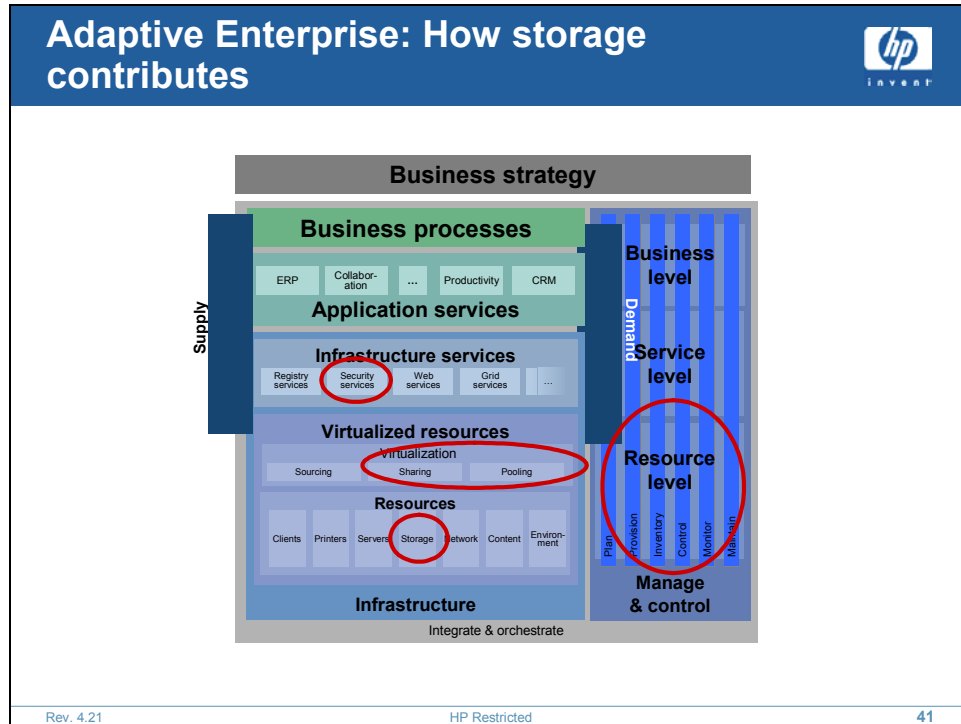 Adaptive Enterprise: How storage
contributes
hp
invent
Business strategy
Business processes
ERP
Collabor-
ation
...
Productivity
CRM
Application services
Supply
Demand
Infrastructure services
Registry
services
Security
services
Web
services
Grid
services
...
Virtualized resources
Virtualization
Sourcing
Sharing
Pooling
Resources
Clients
Printers
Servers
Storage
Network
Content
Environ-
ment
Infrastructure
Business
level
Service
level
Resource
level
Plan
Provision
Inventory
Control
Monitor
Maintain
Manage
& control
Integrate & orchestrate
Rev. 4.21
HP Restricted
41